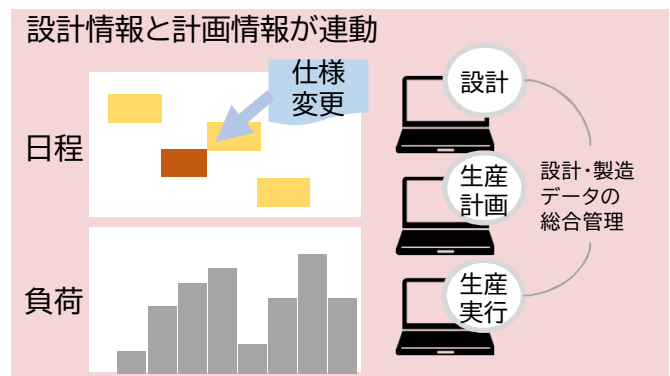 設計情報と計画情報が連動
仕様
変更
日程
負荷
設計
生産
計画
生産
実行
設計・製造
データの
総合管理